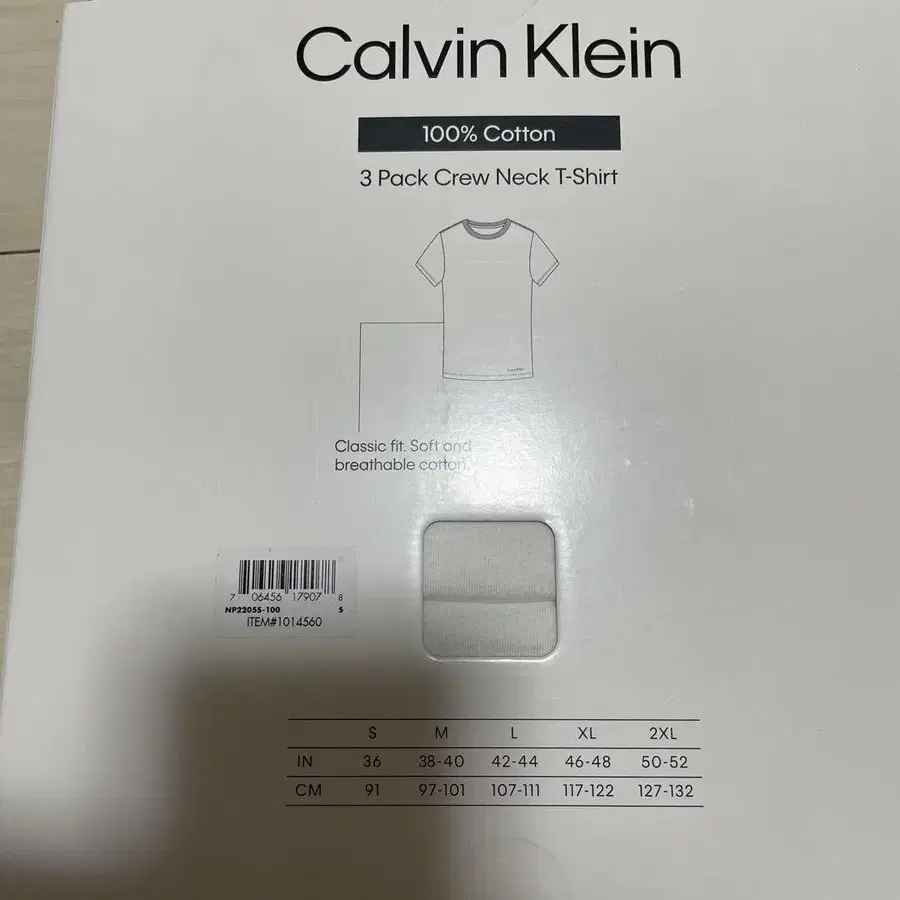 Calvin Klein
100% Cotton
3 Pack Crew Neck T-Shirt
Calvin Klein
Classic fit. Soft and
breathable cotton.
7 06456 17907 8
NP22055-100 S
ITEM#1014560
S M L XL 2XL
IN 36 38-40 42-44 46-48 50-52
CM 91 97-101 107-111 117-122 127-132